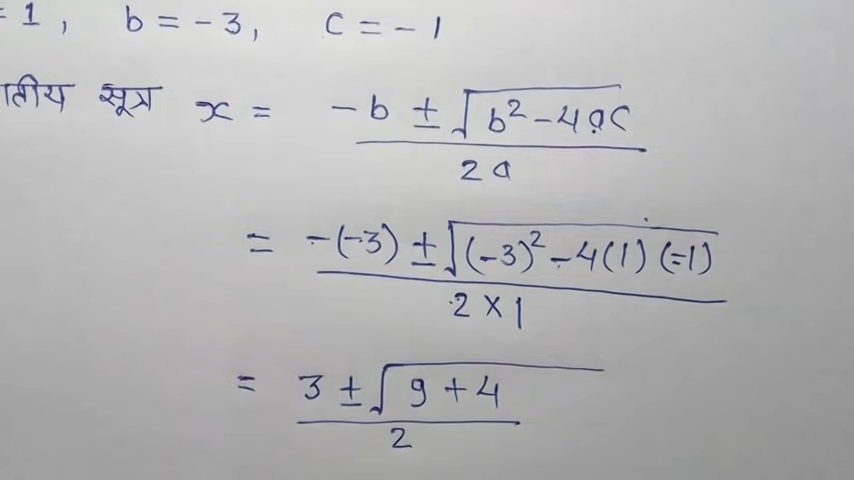 = 1, b = -3, c = -1
सूत्र x = -b ± √(b² - 4ac) / 2a
= -(-3) ± √((-3)² - 4(1)(-1)) / 2 × 1
= 3 ± √(9 + 4) / 2